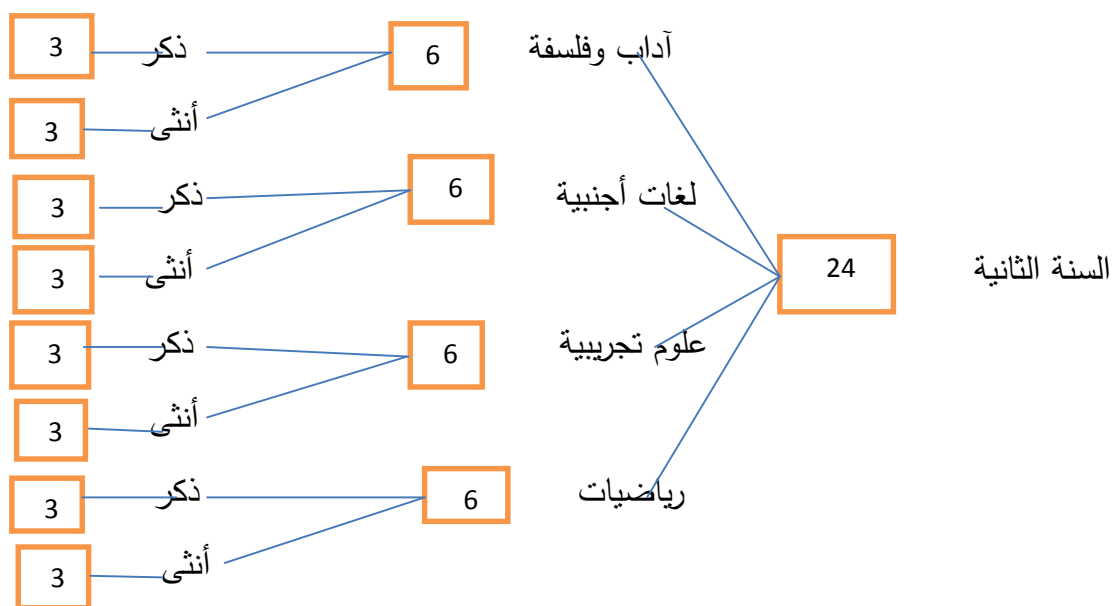 آداب وفلسفة 6 ذكر 3
أنثى 3
لغات أجنبية 6 ذكر 3
السنة الثانية 24 أنثى 3
علوم تجريبية 6 ذكر 3
أنثى 3
رياضيات 6 ذكر 3
أنثى 3